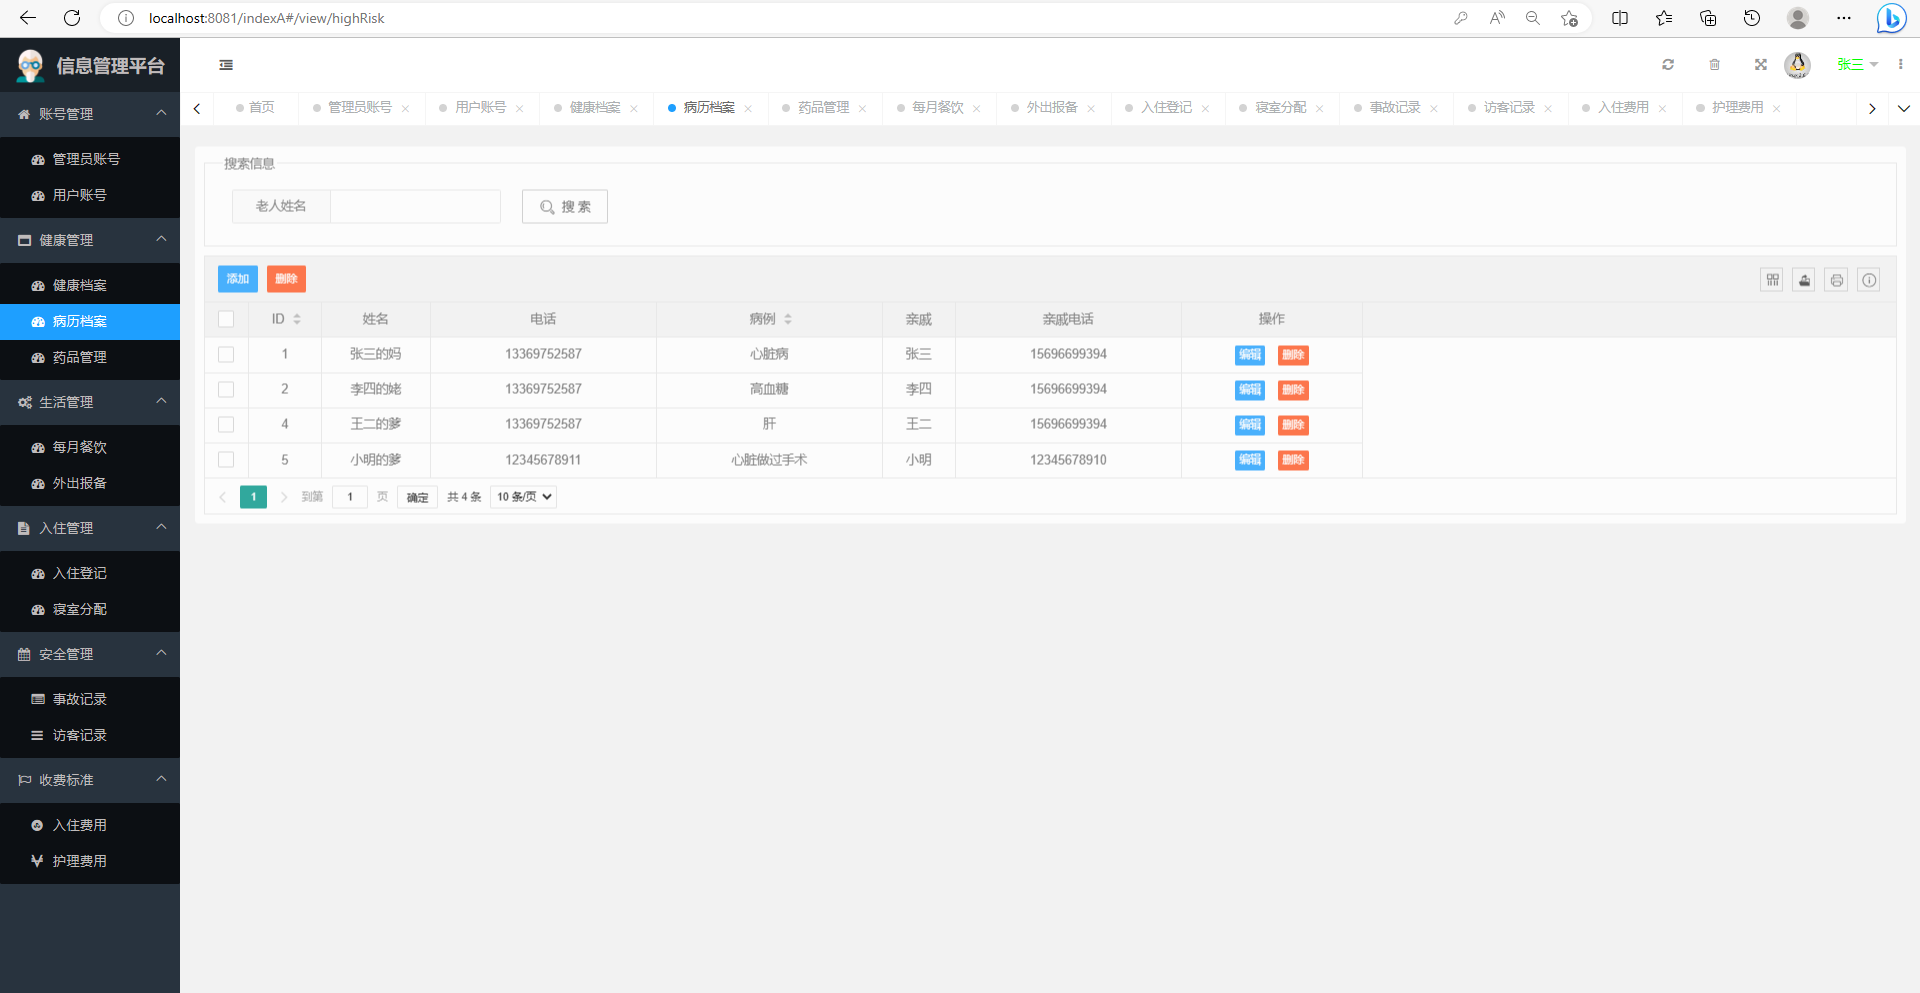 localhost:8081/indexA#/view/highRisk
信息管理平台
张三
账号管理
管理员账号
用户账号
健康管理
健康档案
病历档案
药品管理
生活管理
每月餐饮
外出报备
入住管理
入住登记
寝室分配
安全管理
事故记录
访客记录
收费标准
入住费用
护理费用
首页 管理员账号 用户账号 健康档案 病历档案 药品管理 每月餐饮 外出报备 入住登记 寝室分配 事故记录 访客记录 入住费用 护理费用
搜索信息
老人姓名 搜 索
添加 删除
ID 姓名 电话 病例 亲戚 亲戚电话 操作
1 张三的妈 13369752587 心脏病 张三 15696699394 编辑 删除
2 李四的姥 13369752587 高血糖 李四 15696699394 编辑 删除
4 王二的爹 13369752587 肝 王二 15696699394 编辑 删除
5 小明的爹 12345678911 心脏做过手术 小明 12345678910 编辑 删除
1 到第 1 页 确定 共 4 条 10 条/页